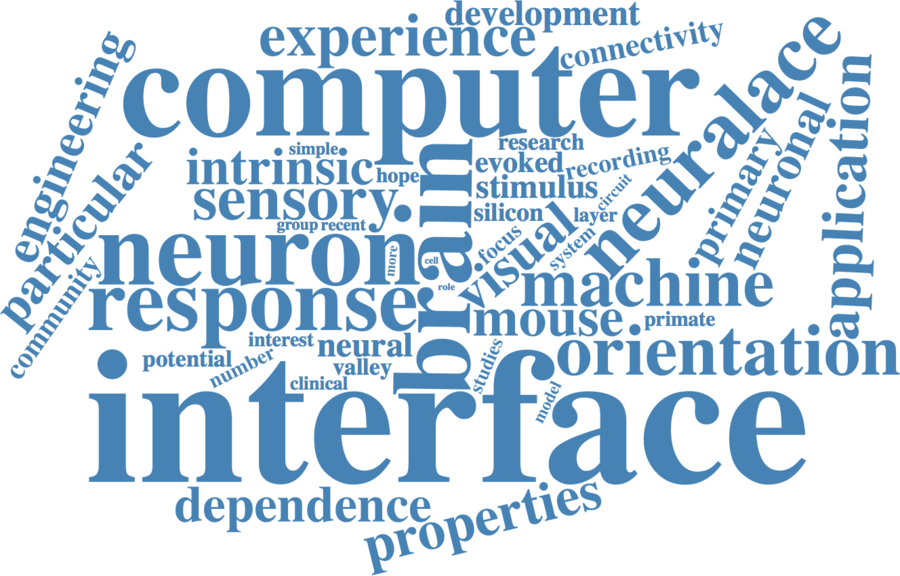 development
experience
connectivity
engineering
computer
neuralace
application
particular
simple
intrinsic
hope
research
evoked
recording
primary
neuronal
sensory
brain
stimulus
circuit
silicon
layer
group
recent
visual
focus
system
neuron
more
cell
role
community
response
machine
mouse
primate
interest
neural
potential
number
valley
clinical
studies
orientation
model
interface
dependence
properties